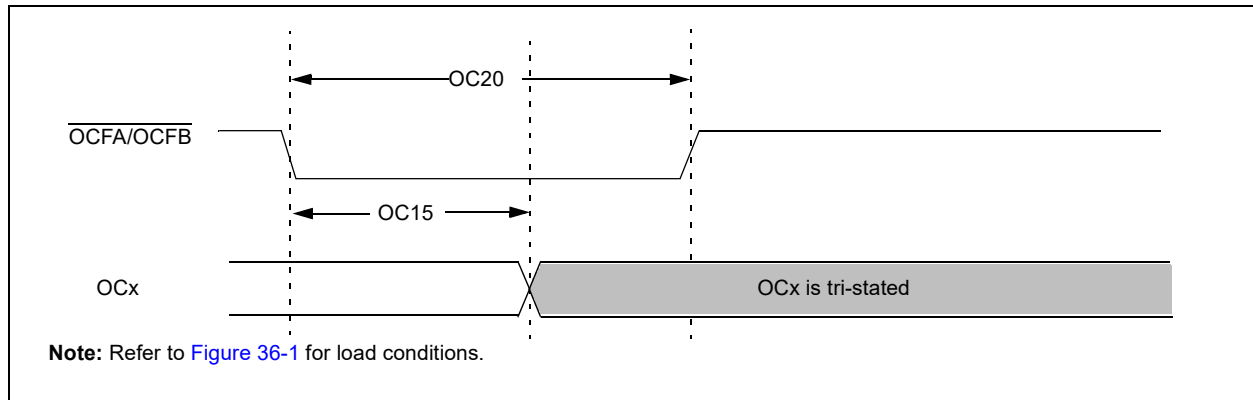 OC20
OCFA/OCFB
OC15
OCx
OCx is tri-stated
Note: Refer to Figure 36-1 for load conditions.